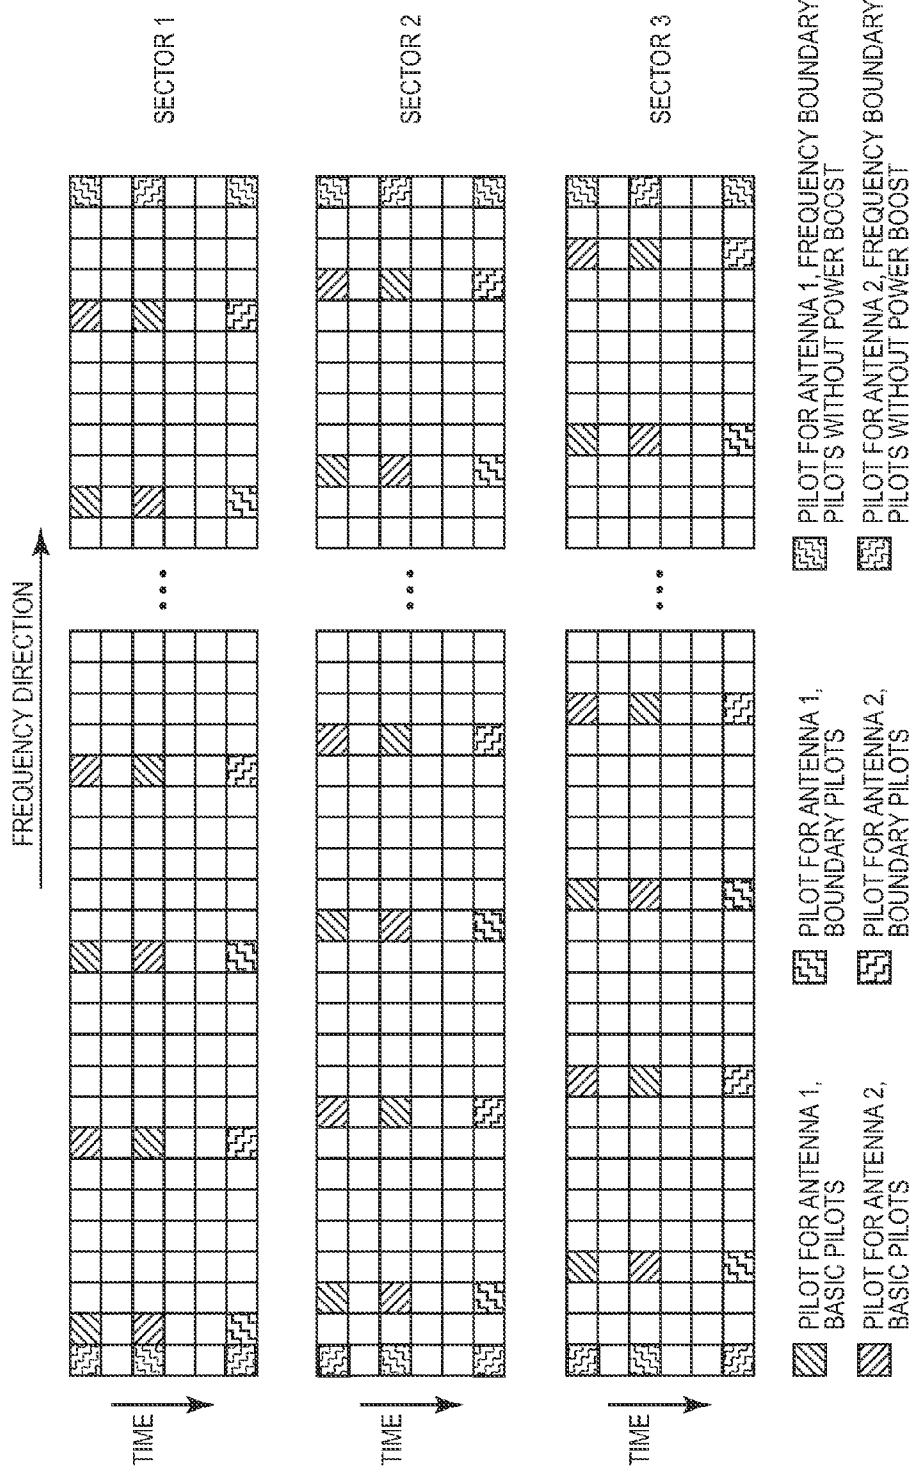 FREQUENCY DIRECTION
TIME
SECTOR 1
TIME
SECTOR 2
TIME
SECTOR 3
PILOT FOR ANTENNA 1,
BASIC PILOTS
PILOT FOR ANTENNA 2,
BASIC PILOTS
PILOT FOR ANTENNA 1,
BOUNDARY PILOTS
PILOT FOR ANTENNA 2,
BOUNDARY PILOTS
PILOT FOR ANTENNA 1, FREQUENCY BOUNDARY
PILOTS WITHOUT POWER BOOST
PILOT FOR ANTENNA 2, FREQUENCY BOUNDARY
PILOTS WITHOUT POWER BOOST